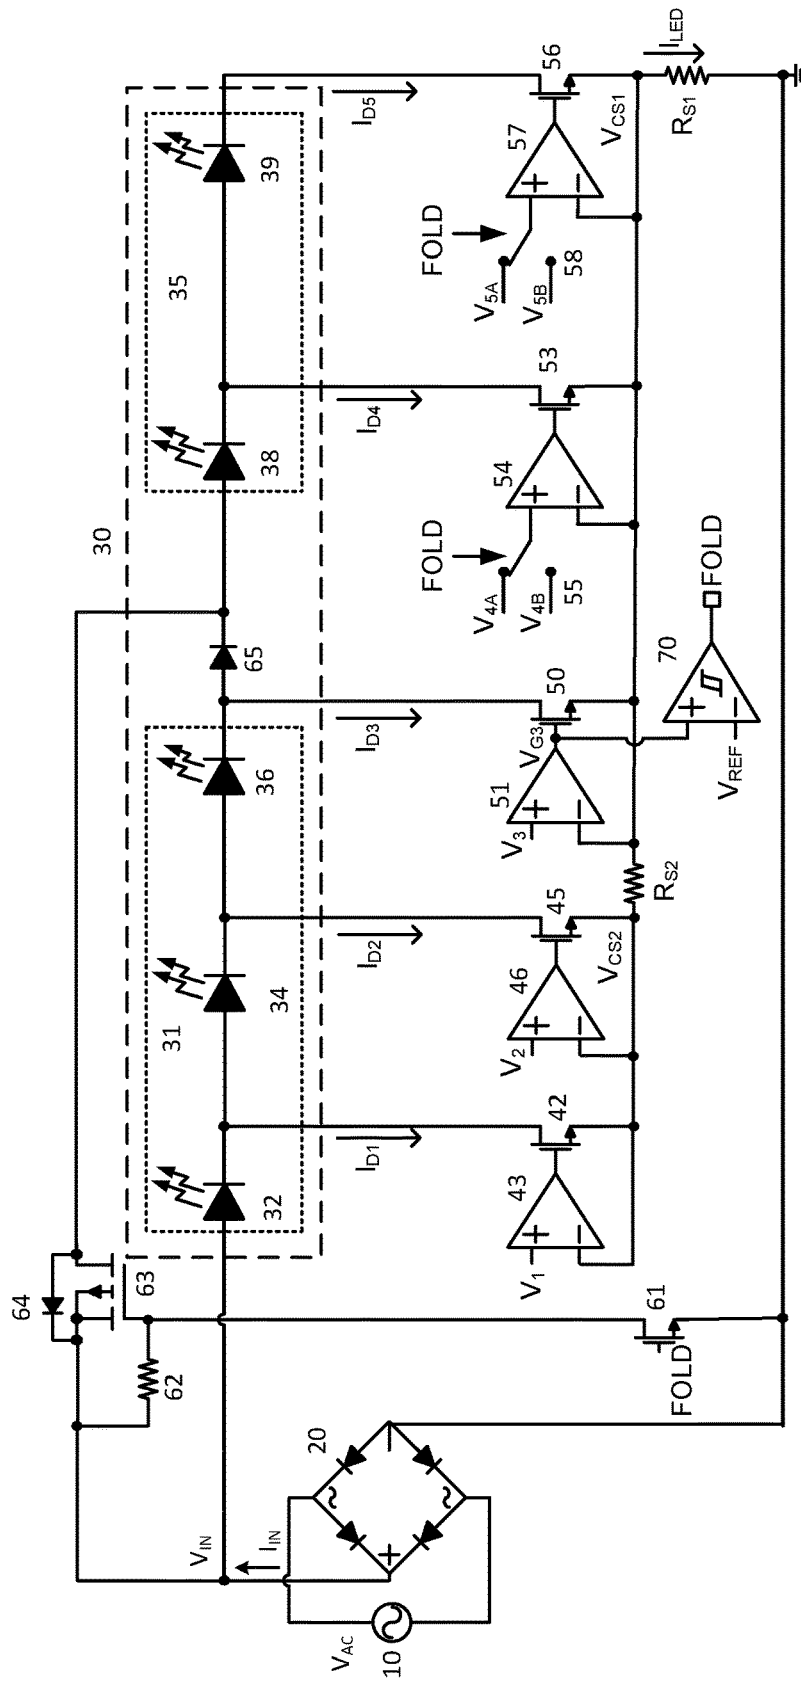 30
39
35
38
65
36
31
34
32
64
63
62
20
V_IN
I_IN
V_AC
10
I_D1
I_D2
I_D3
I_D4
I_D5
FOLD
V_1
43
42
V_2
46
45
V_3
51
V_G3
50
FOLD
V_4A
V_4B
55
54
53
FOLD
V_5A
V_5B
58
57
56
61
V_CS2
R_S2
V_REF
70
FOLD
V_CS1
R_S1
I_LED